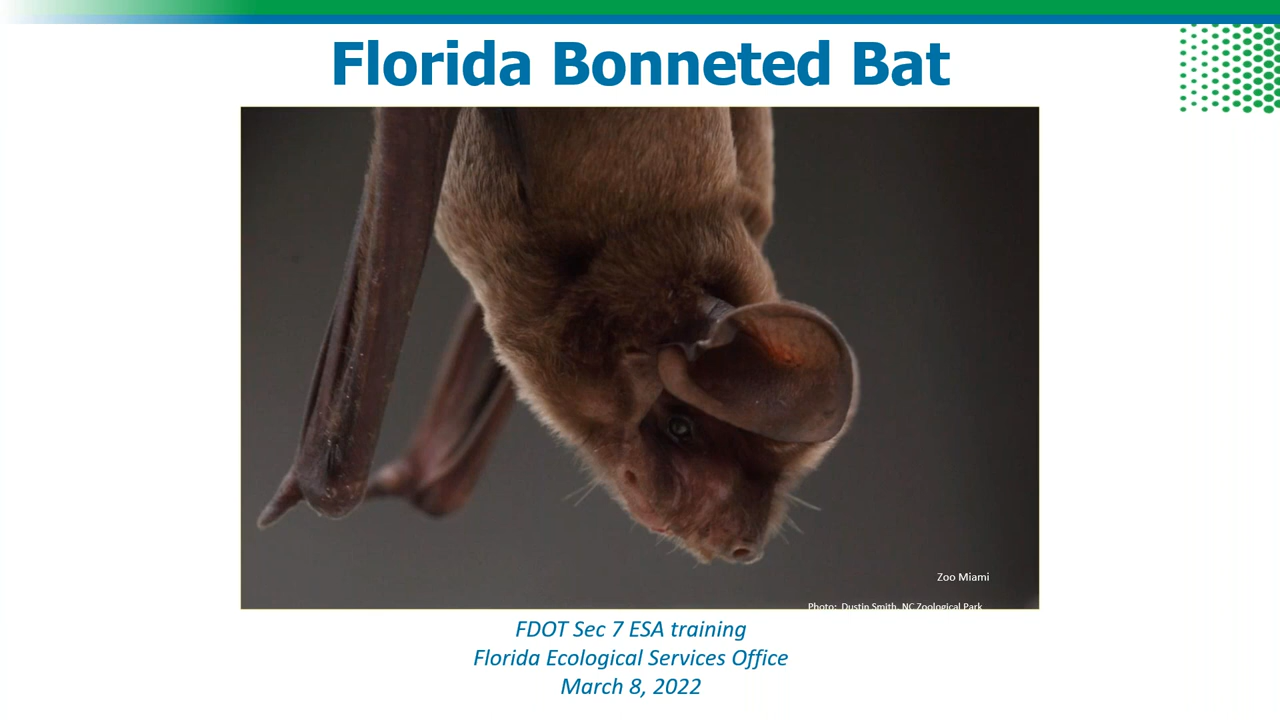 Florida Bonneted Bat
Zoo Miami
Photo: Dustin Smith, NC Zoological Park
FDOT Sec 7 ESA training
Florida Ecological Services Office
March 8, 2022